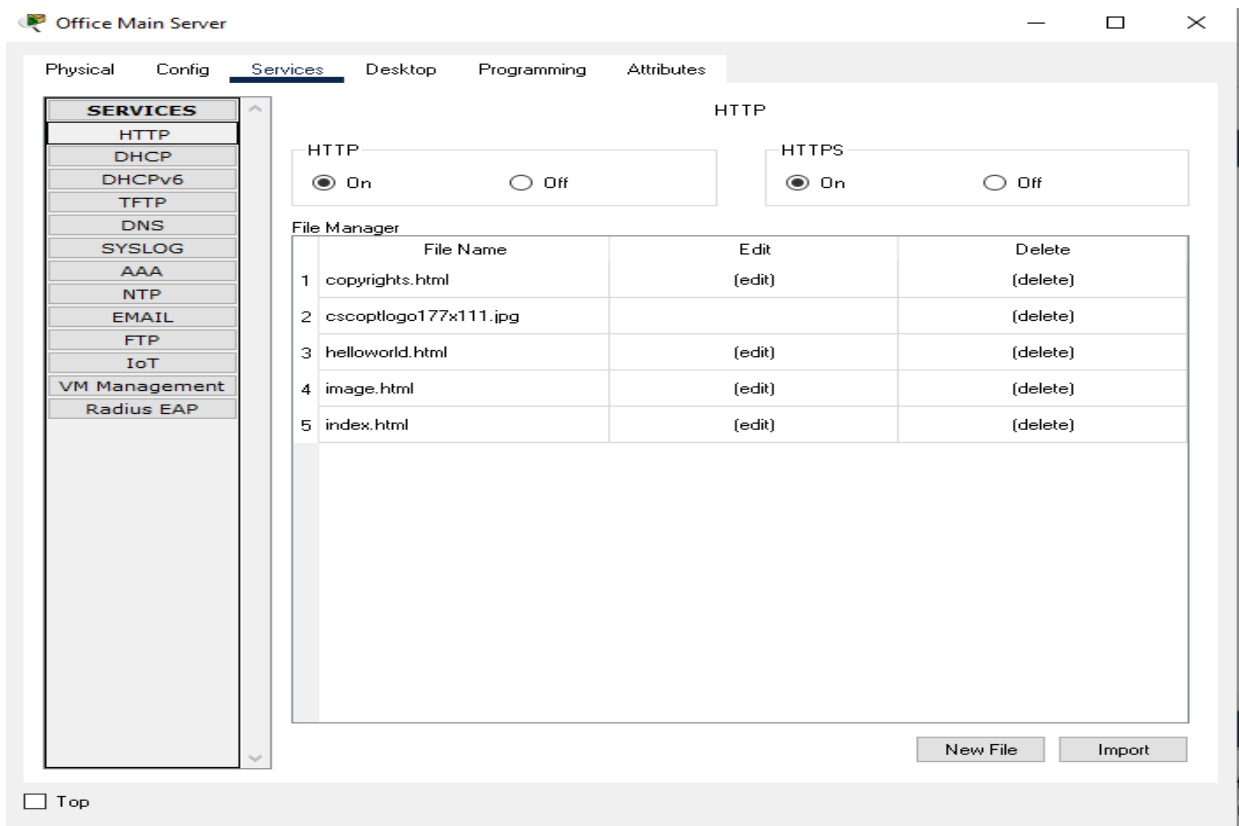 Office Main Server
Physical Config Services Desktop Programming Attributes
SERVICES
HTTP
DHCP
DHCPv6
TFTP
DNS
SYSLOG
AAA
NTP
EMAIL
FTP
IoT
VM Management
Radius EAP
HTTP
HTTP
On Off
HTTPS
On Off
File Manager
File Name Edit Delete
1 copyrights.html (edit) (delete)
2 cscoptlogo177x111.jpg (delete)
3 helloworld.html (edit) (delete)
4 image.html (edit) (delete)
5 index.html (edit) (delete)
New File Import
Top